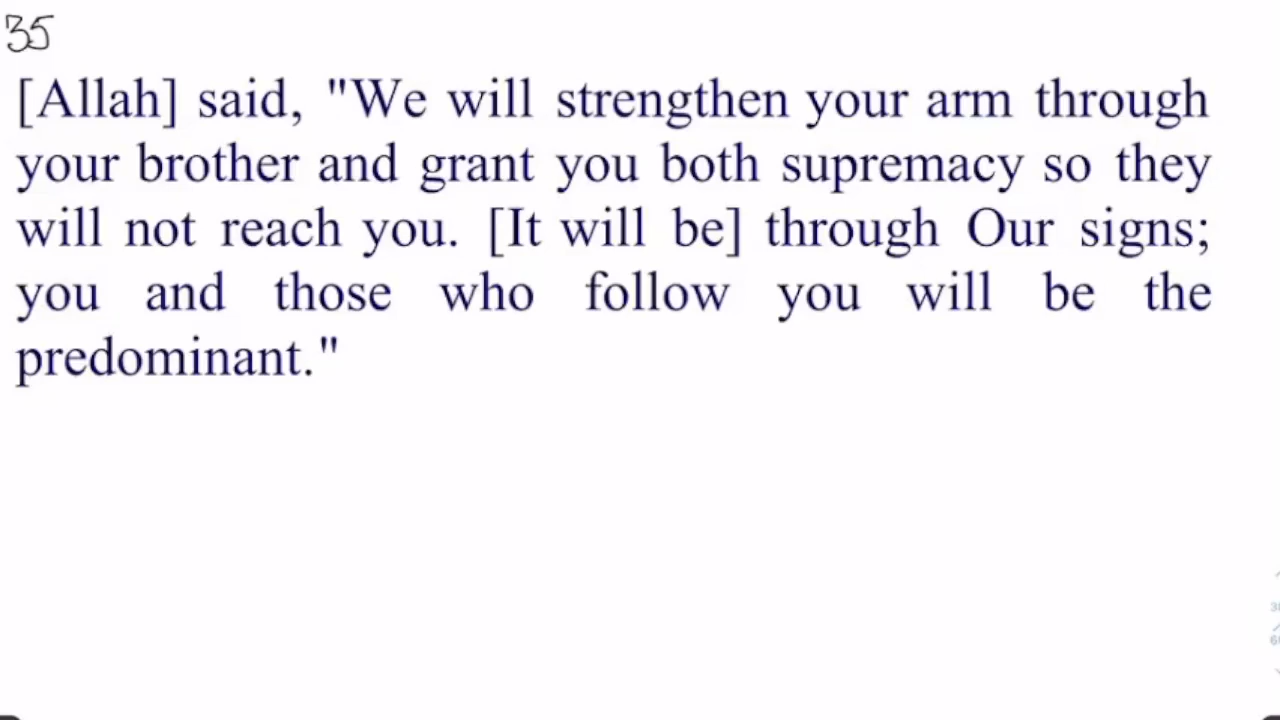 35
[Allah] said, "We will strengthen your arm through
your brother and grant you both supremacy so they
will not reach you. [It will be] through Our signs;
you and those who follow you will be the
predominant."